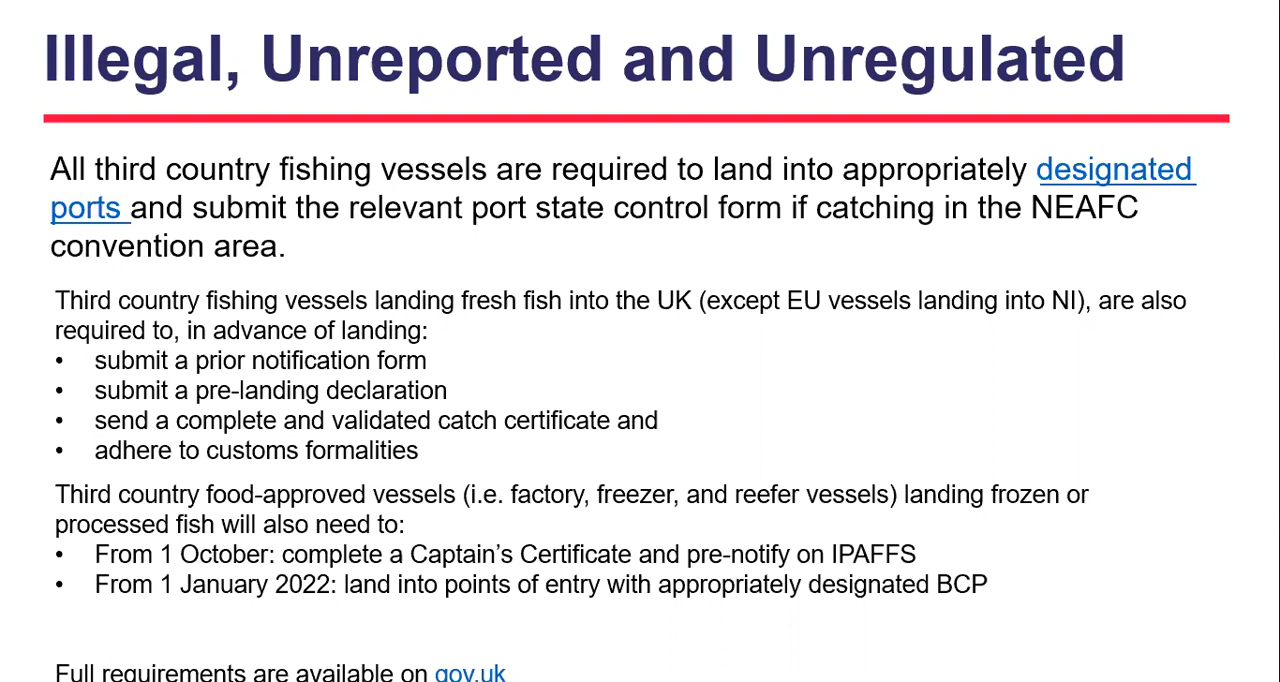 Illegal, Unreported and Unregulated
All third country fishing vessels are required to land into appropriately designated
ports and submit the relevant port state control form if catching in the NEAFC
convention area.
Third country fishing vessels landing fresh fish into the UK (except EU vessels landing into NI), are also
required to, in advance of landing:
• submit a prior notification form
• submit a pre-landing declaration
• send a complete and validated catch certificate and
• adhere to customs formalities
Third country food-approved vessels (i.e. factory, freezer, and reefer vessels) landing frozen or
processed fish will also need to:
• From 1 October: complete a Captain’s Certificate and pre-notify on IPAFFS
• From 1 January 2022: land into points of entry with appropriately designated BCP
Full requirements are available on gov.uk